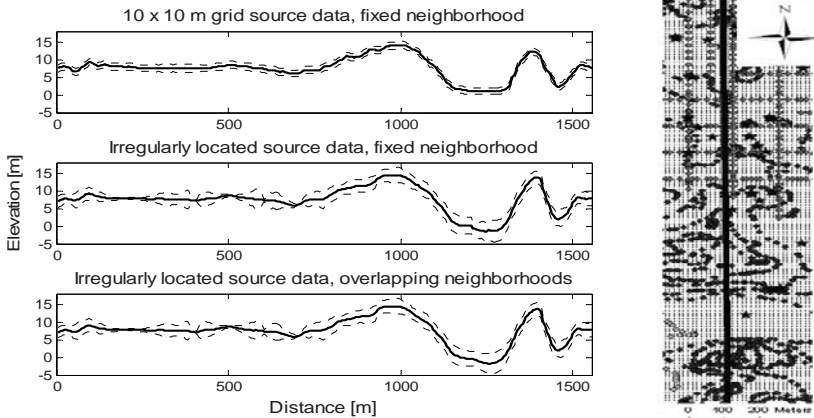 10 x 10 m grid source data, fixed neighborhood
15
10
5
0
-5
0 500 1000 1500
Irregularly located source data, fixed neighborhood
15
10
5
0
-5
0 500 1000 1500
Irregularly located source data, overlapping neighborhoods
15
10
5
0
-5
0 500 1000 1500
Elevation [m]
Distance [m]
N
0 100 200 Meters